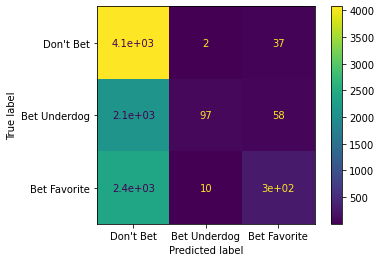 Don't Bet 4.1e+03 2 37
Bet Underdog 2.1e+03 97 58
Bet Favorite 2.4e+03 10 3e+02
Don't Bet Bet Underdog Bet Favorite
Predicted label
True label
4000
3500
3000
2500
2000
1500
1000
500